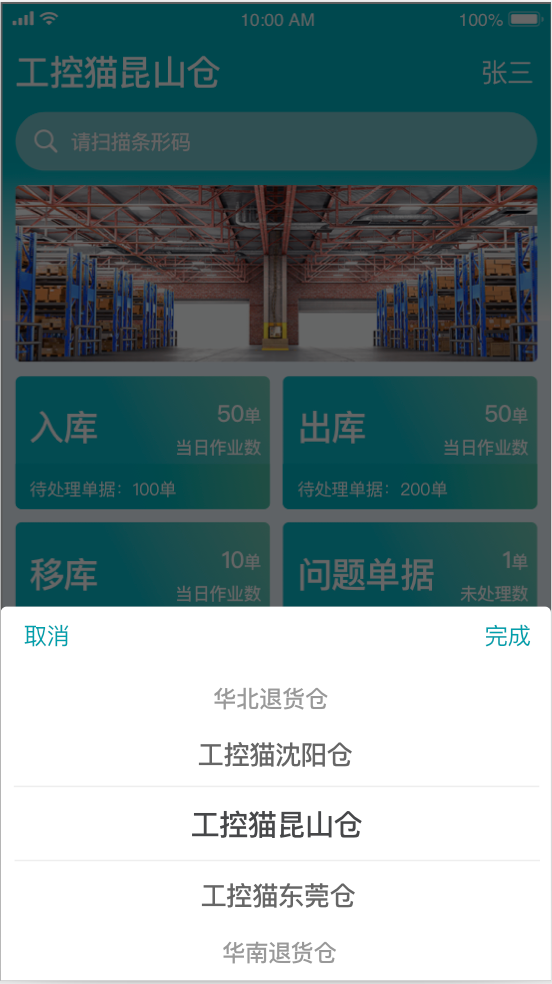 10:00 AM
100%
工控猫昆山仓
张三
请扫描条形码
入库
50单
当日作业数
待处理单据：100单
出库
50单
当日作业数
待处理单据：200单
移库
10单
当日作业数
问题单据
1单
未处理数
取消
完成
华北退货仓
工控猫沈阳仓
工控猫昆山仓
工控猫东莞仓
华南退货仓